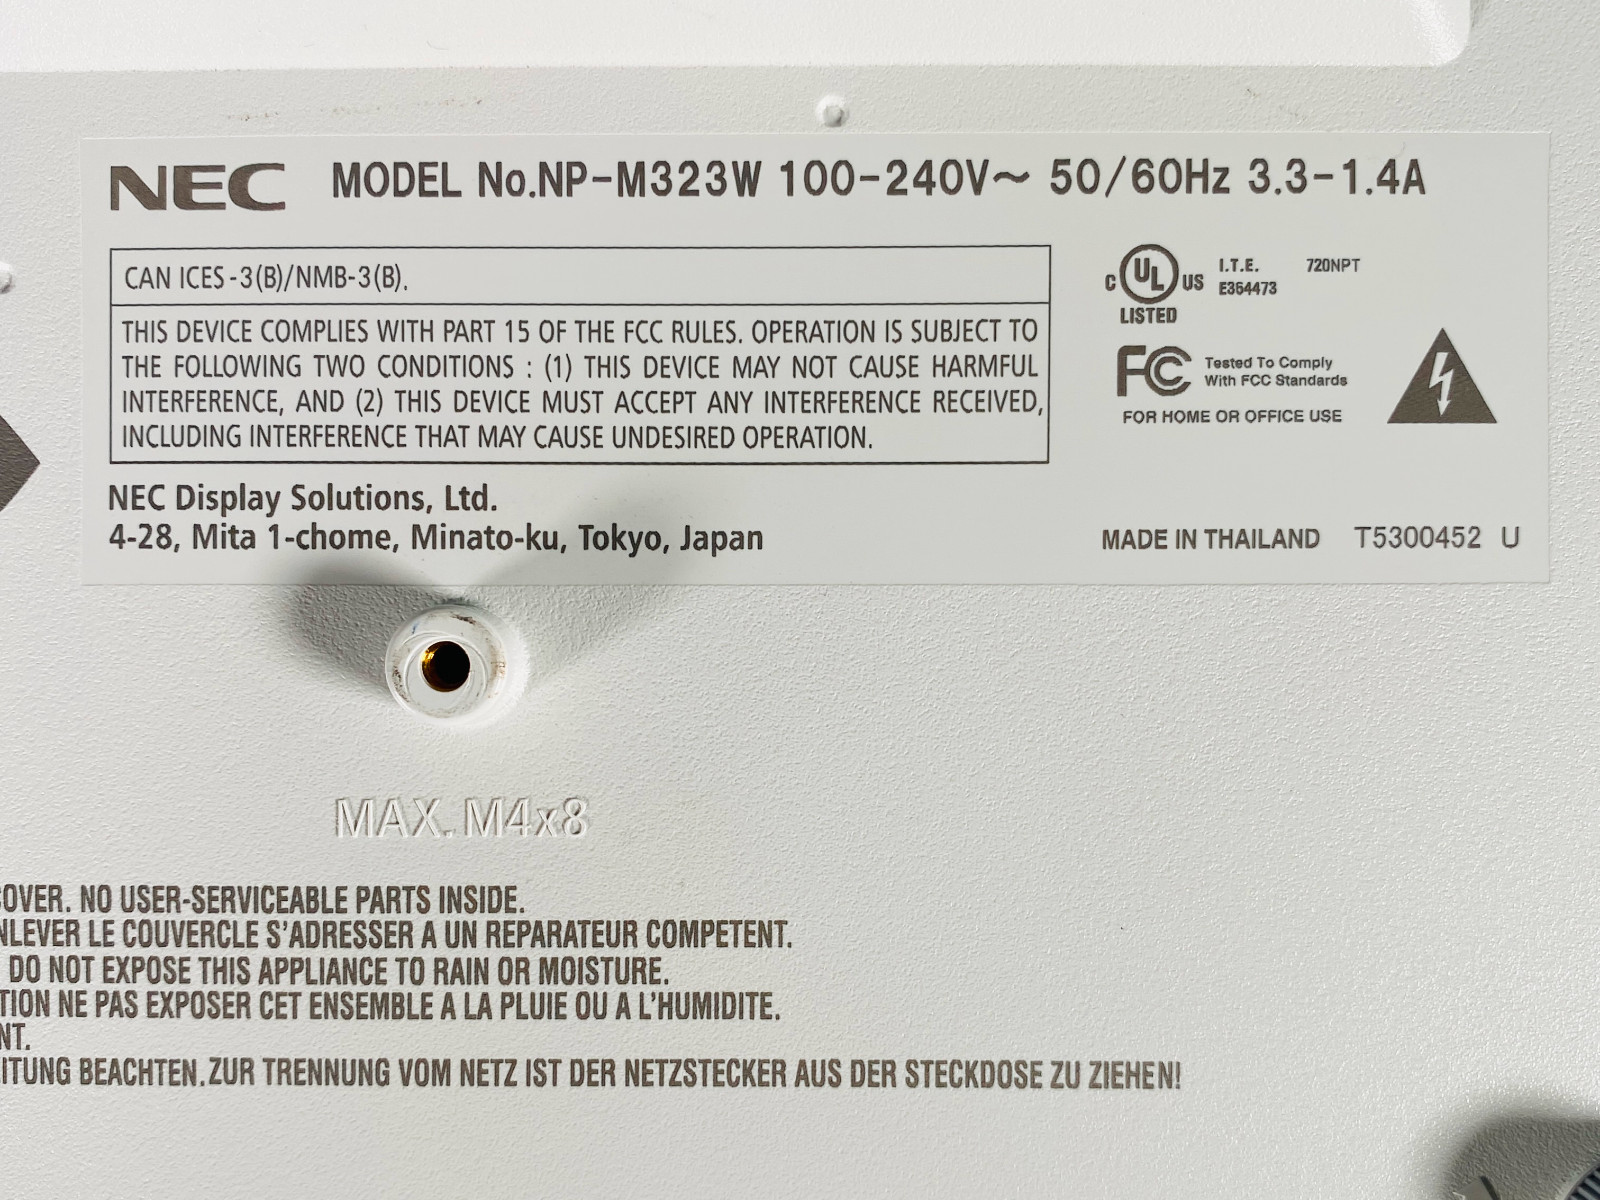 NEC MODEL No.NP-M323W 100-240V~ 50/60Hz 3.3-1.4A
CAN ICES-3(B)/NMB-3(B).
THIS DEVICE COMPLIES WITH PART 15 OF THE FCC RULES. OPERATION IS SUBJECT TO
THE FOLLOWING TWO CONDITIONS : (1) THIS DEVICE MAY NOT CAUSE HARMFUL
INTERFERENCE, AND (2) THIS DEVICE MUST ACCEPT ANY INTERFERENCE RECEIVED,
INCLUDING INTERFERENCE THAT MAY CAUSE UNDESIRED OPERATION.
C UL US I.T.E. 720NPT
E364473
LISTED
FC Tested To Comply
With FCC Standards
FOR HOME OR OFFICE USE
NEC Display Solutions, Ltd.
4-28, Mita 1-chome, Minato-ku, Tokyo, Japan
MADE IN THAILAND T5300452 U
MAX. M4x8
OVER. NO USER-SERVICEABLE PARTS INSIDE.
NLEVER LE COUVERCLE S'ADRESSER A UN REPARATEUR COMPETENT.
DO NOT EXPOSE THIS APPLIANCE TO RAIN OR MOISTURE.
TION NE PAS EXPOSER CET ENSEMBLE A LA PLUIE OU A L'HUMIDITE.
NT.
ITUNG BEACHTEN. ZUR TRENNUNG VOM NETZ IST DER NETZSTECKER AUS DER STECKDOSE ZU ZIEHEN!